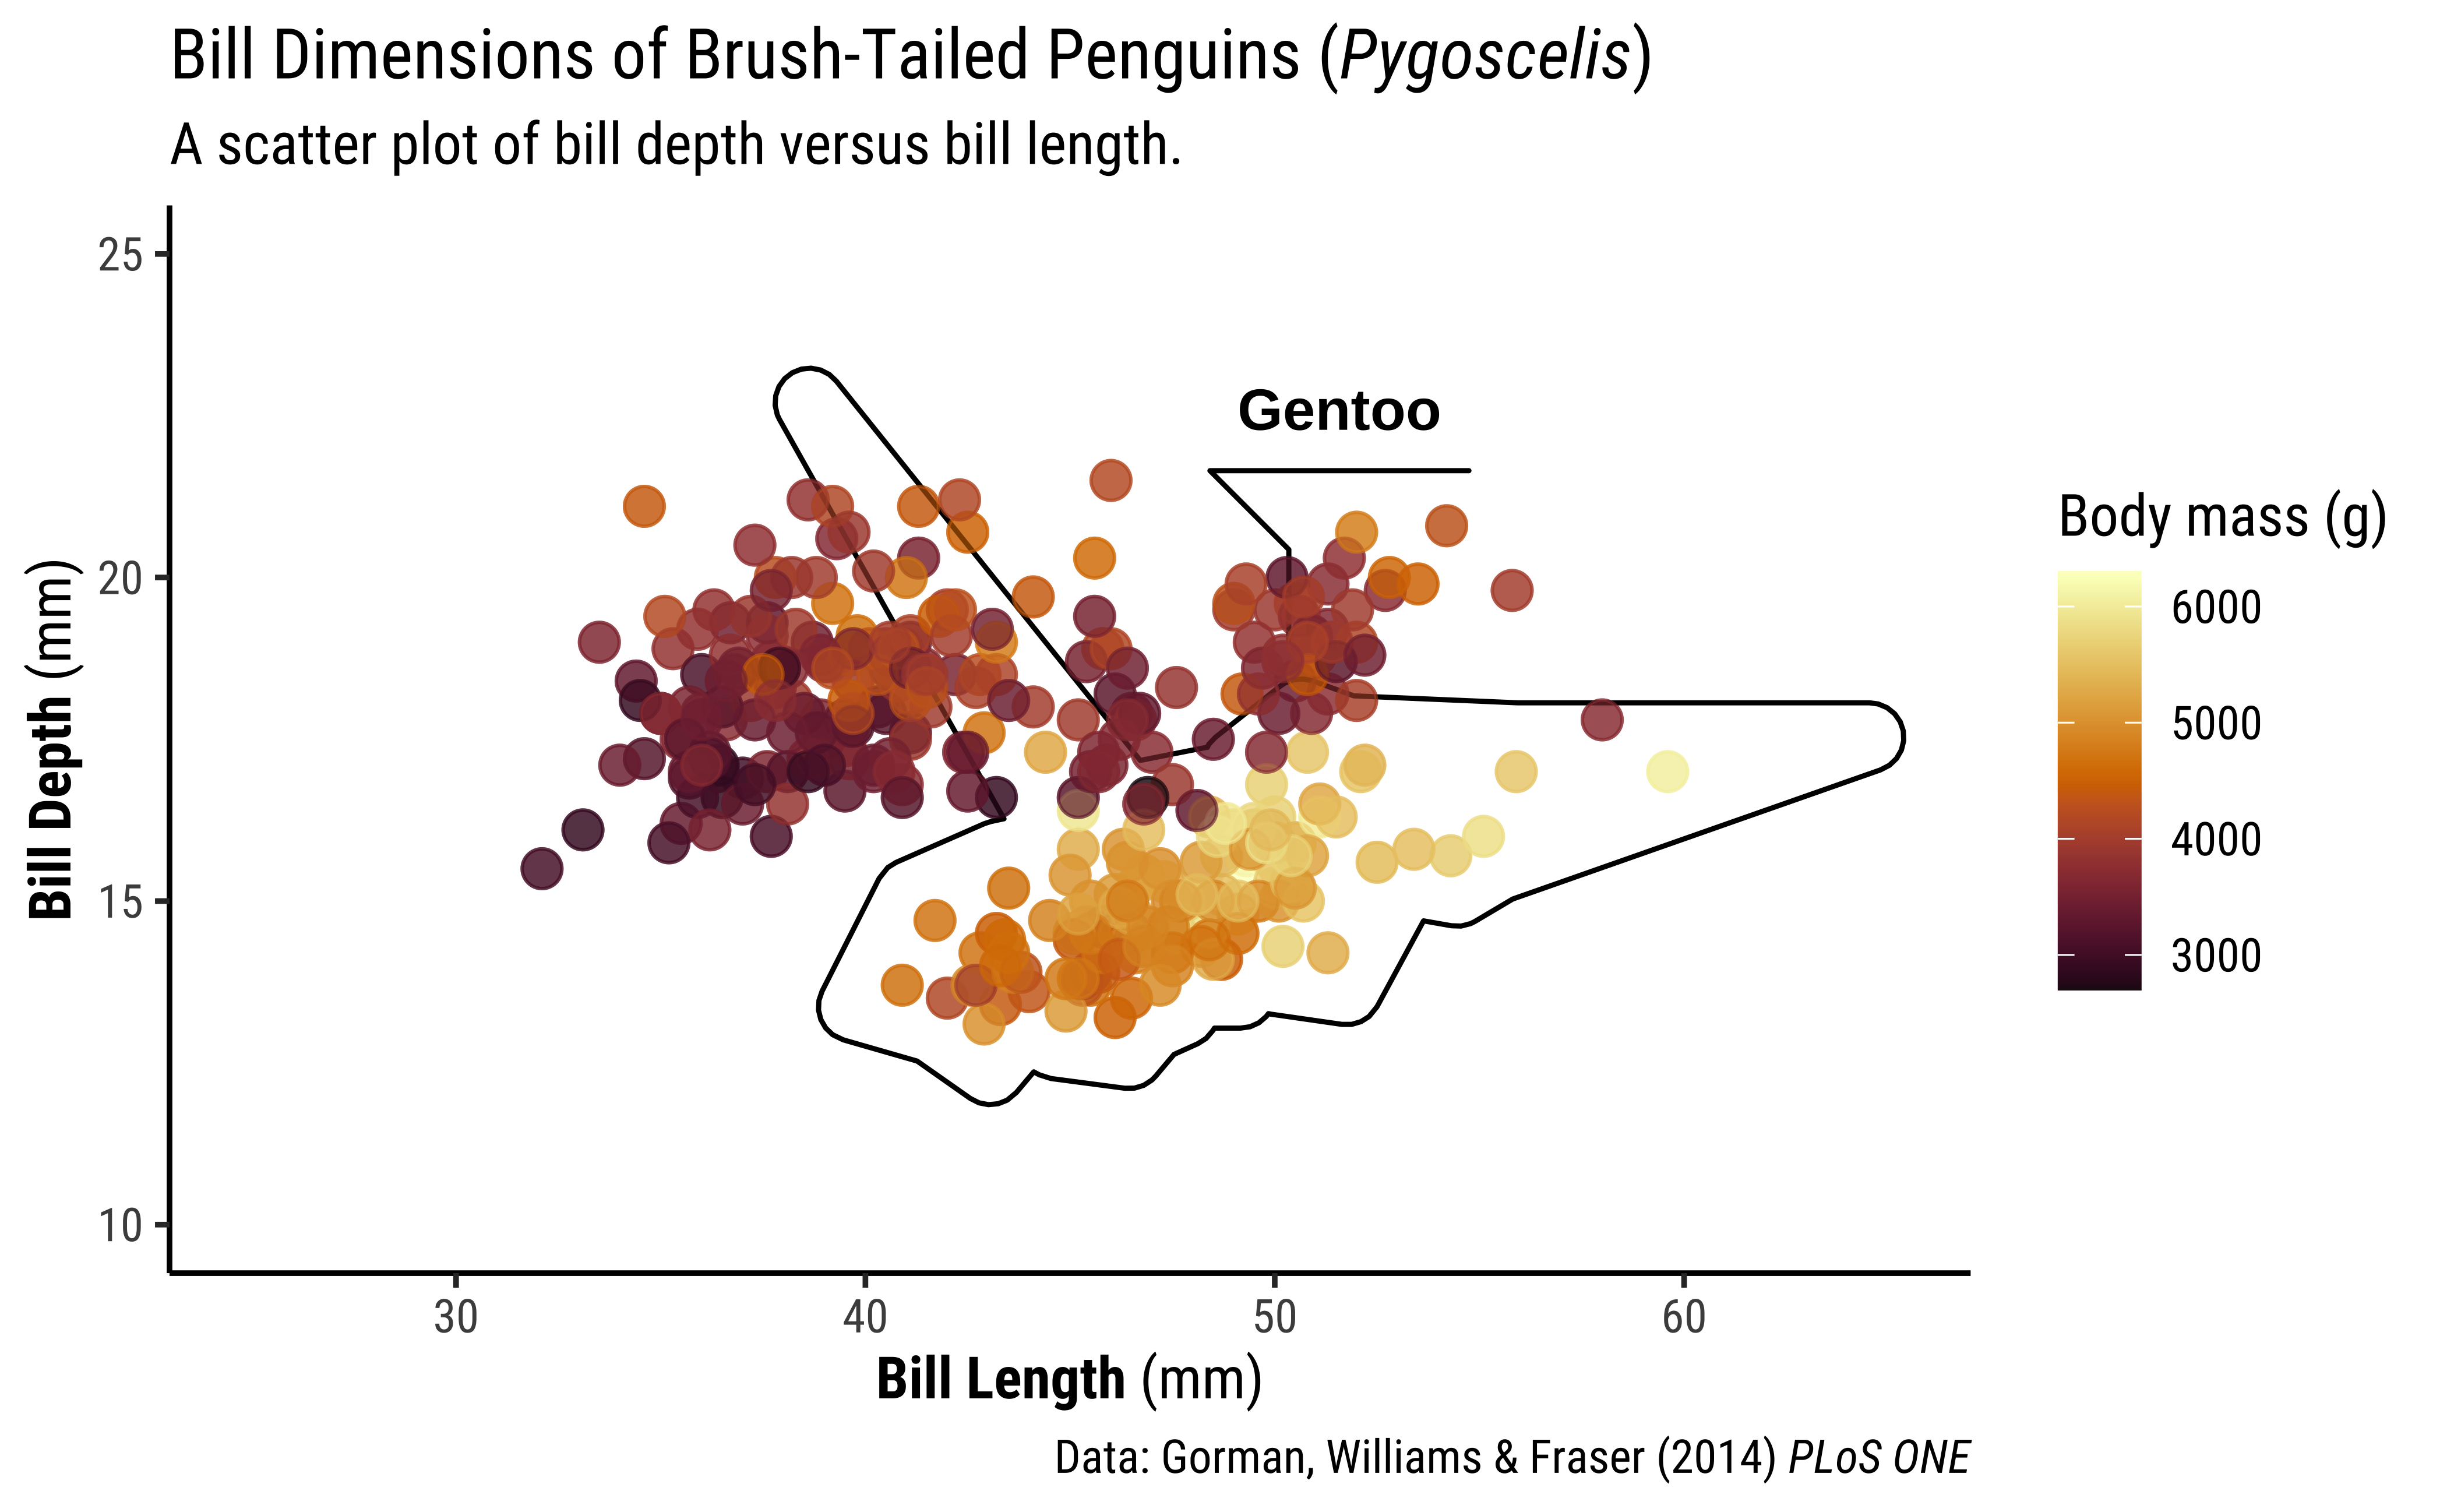 Bill Dimensions of Brush-Tailed Penguins (Pygoscelis)
A scatter plot of bill depth versus bill length.
25
20
15
10
Bill Depth (mm)
Gentoo
Body mass (g)
6000
5000
4000
3000
30 40 50 60
Bill Length (mm)
Data: Gorman, Williams & Fraser (2014) PLoS ONE